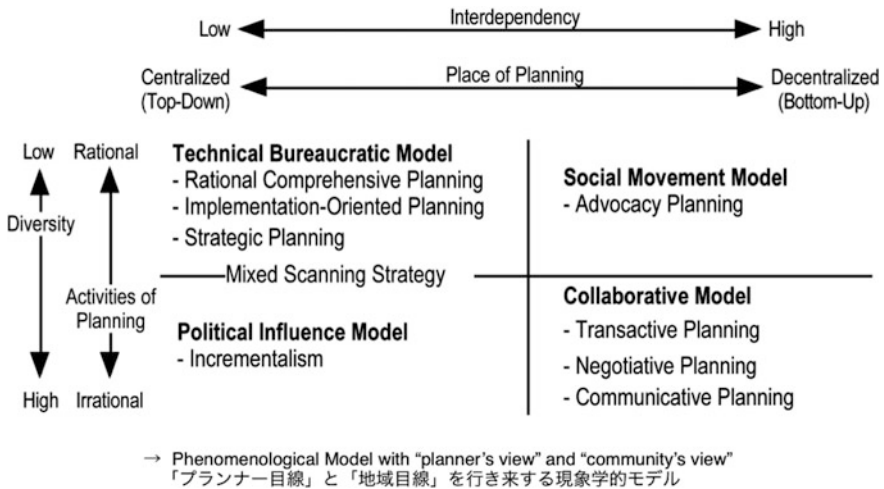 Interdependency
Low High
Centralized
(Top-Down)
Place of Planning
Decentralized
(Bottom-Up)
Low Rational
Diversity
Activities of
Planning
High Irrational
Technical Bureaucratic Model
- Rational Comprehensive Planning
- Implementation-Oriented Planning
- Strategic Planning
Social Movement Model
- Advocacy Planning
Mixed Scanning Strategy
Political Influence Model
- Incrementalism
Collaborative Model
- Transactive Planning
- Negotiative Planning
- Communicative Planning
→ Phenomenological Model with “planner’s view” and “community’s view”
「プランナー目線」と「地域目線」を行き来する現象学的モデル